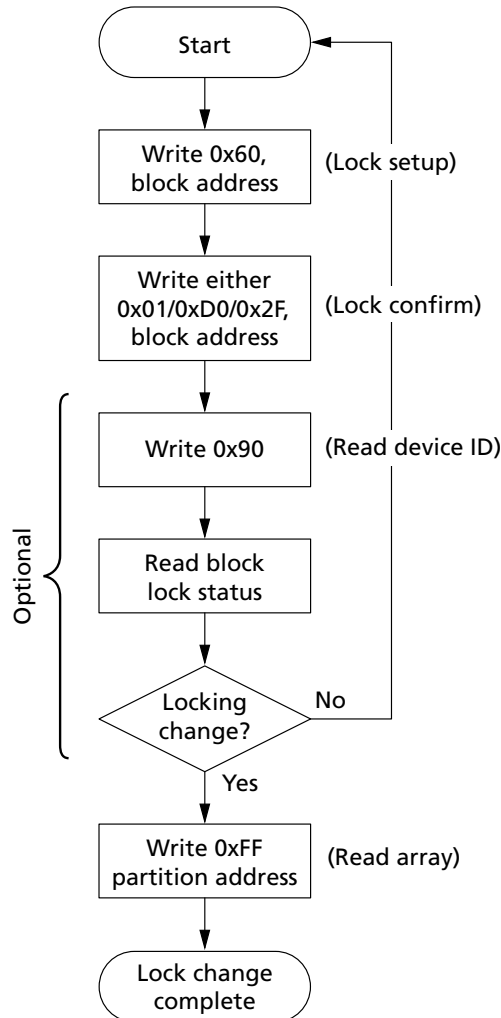 Start
Write 0x60,
block address
(Lock setup)
Write either
0x01/0xD0/0x2F,
block address
(Lock confirm)
Optional
Write 0x90
(Read device ID)
Read block
lock status
Locking
change?
No
Yes
Write 0xFF
partition address
(Read array)
Lock change
complete